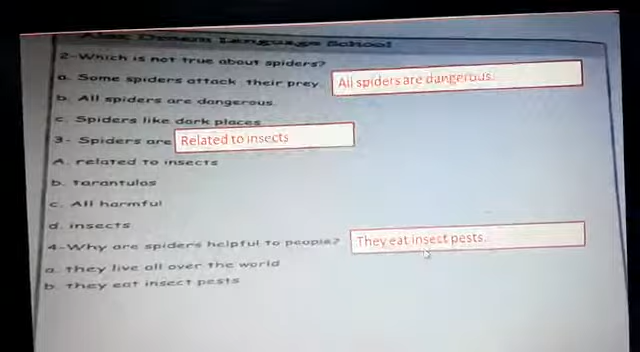 Language School
2-Which is not true about spiders?
a. Some spiders attack their prey All spiders are dangerous.
b. All spiders are dangerous
c. Spiders like dark places
3- Spiders are Related to insects
A. related to insects
b. tarantulas
c. All harmful
d. insects
4-Why are spiders helpful to people? They eat insect pests.
a. they live all over the world
b. they eat insect pests